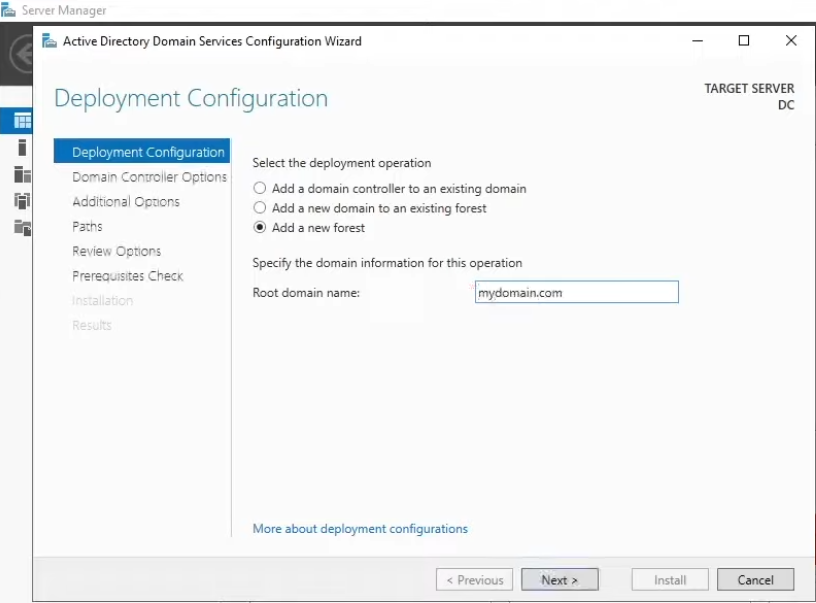 Server Manager
Active Directory Domain Services Configuration Wizard
Deployment Configuration
TARGET SERVER
DC
Deployment Configuration
Domain Controller Options
Additional Options
Paths
Review Options
Prerequisites Check
Installation
Results
Select the deployment operation
Add a domain controller to an existing domain
Add a new domain to an existing forest
Add a new forest
Specify the domain information for this operation
Root domain name: mydomain.com
More about deployment configurations
< Previous Next > Install Cancel